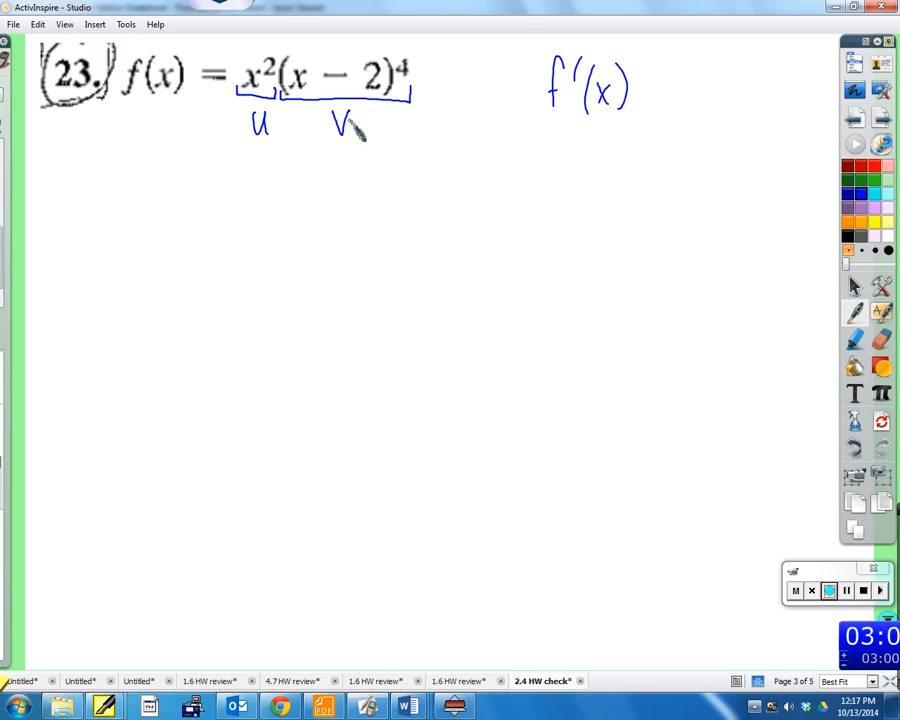 ActivInspire - Studio
File Edit View Insert Tools Help
23. f(x) = x²(x − 2)⁴
f'(x)
u v
M
03:0
03:00
Untitled* Untitled* Untitled* 1.6 HW review* 4.7 HW review* 1.6 HW review* 1.6 HW review* 2.4 HW check* Page 3 of 5 Best Fit
12:17 PM
10/13/2014